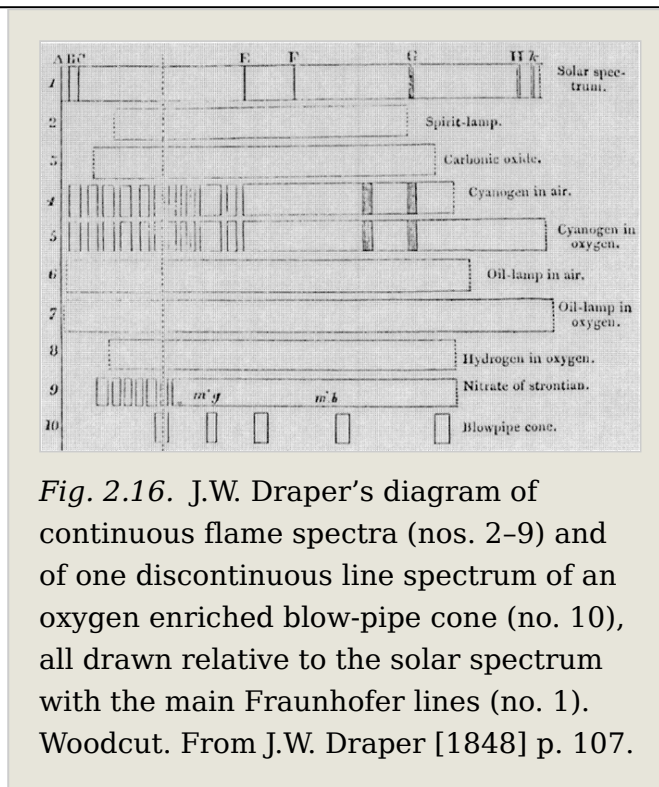 A B C E F G H k
1 Solar spec-
trum.
2 Spirit-lamp.
3 Carbonic oxide.
4 Cyanogen in air.
5 Cyanogen in
oxygen.
6 Oil-lamp in air.
7 Oil-lamp in
oxygen.
8 Hydrogen in oxygen.
9 m'g m'b Nitrate of strontian.
10 Blowpipe cone.
Fig. 2.16. J.W. Draper’s diagram of
continuous flame spectra (nos. 2–9) and
of one discontinuous line spectrum of an
oxygen enriched blow-pipe cone (no. 10),
all drawn relative to the solar spectrum
with the main Fraunhofer lines (no. 1).
Woodcut. From J.W. Draper [1848] p. 107.